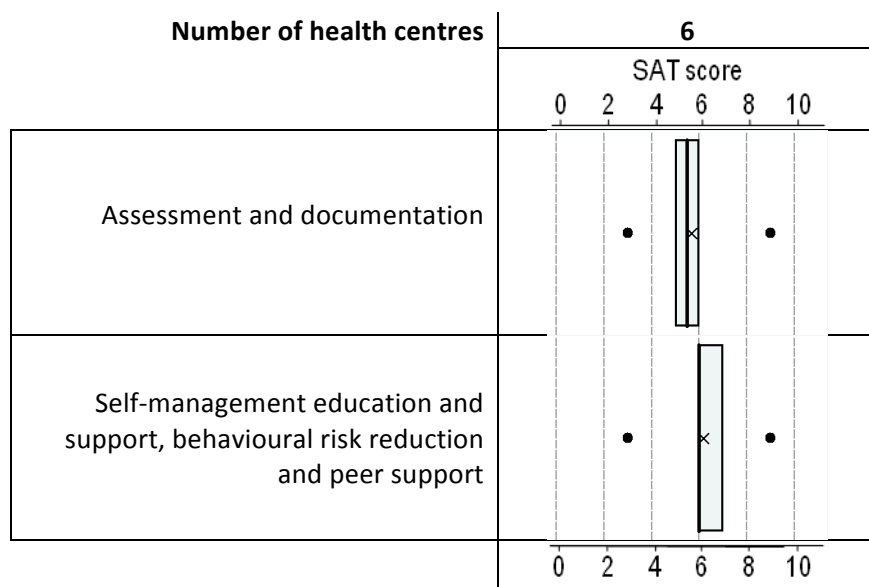 Number of health centres 6
SAT score
0 2 4 6 8 10
Assessment and documentation
Self-management education and
support, behavioural risk reduction
and peer support
0 2 4 6 8 10